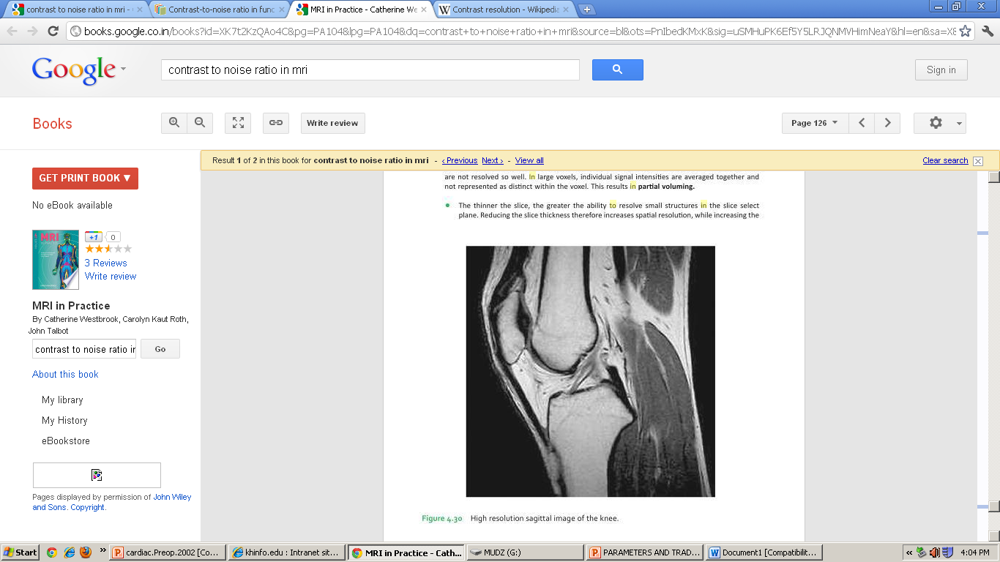 contrast to noise ratio in mri -
Contrast-to-noise ratio in func
MRI in Practice - Catherine We
Contrast resolution - Wikipedia
books.google.co.in/books?id=XK7t2KzQAo4C&pg=PA104&lpg=PA104&dq=contrast+to+noise+ratio+in+mri&source=bl&ots=PnIbedKMxK&sig=uSMHuPK6Ef5Y5LRJQNMVHimNeaY&hl=en&sa=X6
Google
contrast to noise ratio in mri
Sign in
Books
Write review
Page 126
Result 1 of 2 in this book for contrast to noise ratio in mri - ‹ Previous Next › - View all
Clear search
GET PRINT BOOK ▼
No eBook available
MRI
+1 0
3 Reviews
Write review
MRI in Practice
By Catherine Westbrook, Carolyn Kaut Roth,
John Talbot
contrast to noise ratio ir
Go
About this book
My library
My History
eBookstore
Pages displayed by permission of John Wiley
and Sons. Copyright.
are not resolved so well. In large voxels, individual signal intensities are averaged together and
not represented as distinct within the voxel. This results in partial voluming.
• The thinner the slice, the greater the ability to resolve small structures in the slice select
plane. Reducing the slice thickness therefore increases spatial resolution, while increasing the
Figure 4.30 High resolution sagittal image of the knee.
Start
»
cardiac.Preop.2002 [Co...
khinfo.edu : Intranet sit...
MRI in Practice - Cath...
MUDZ (G:)
PARAMETERS AND TRAD...
Document1 [Compatibilit...
«
4:04 PM